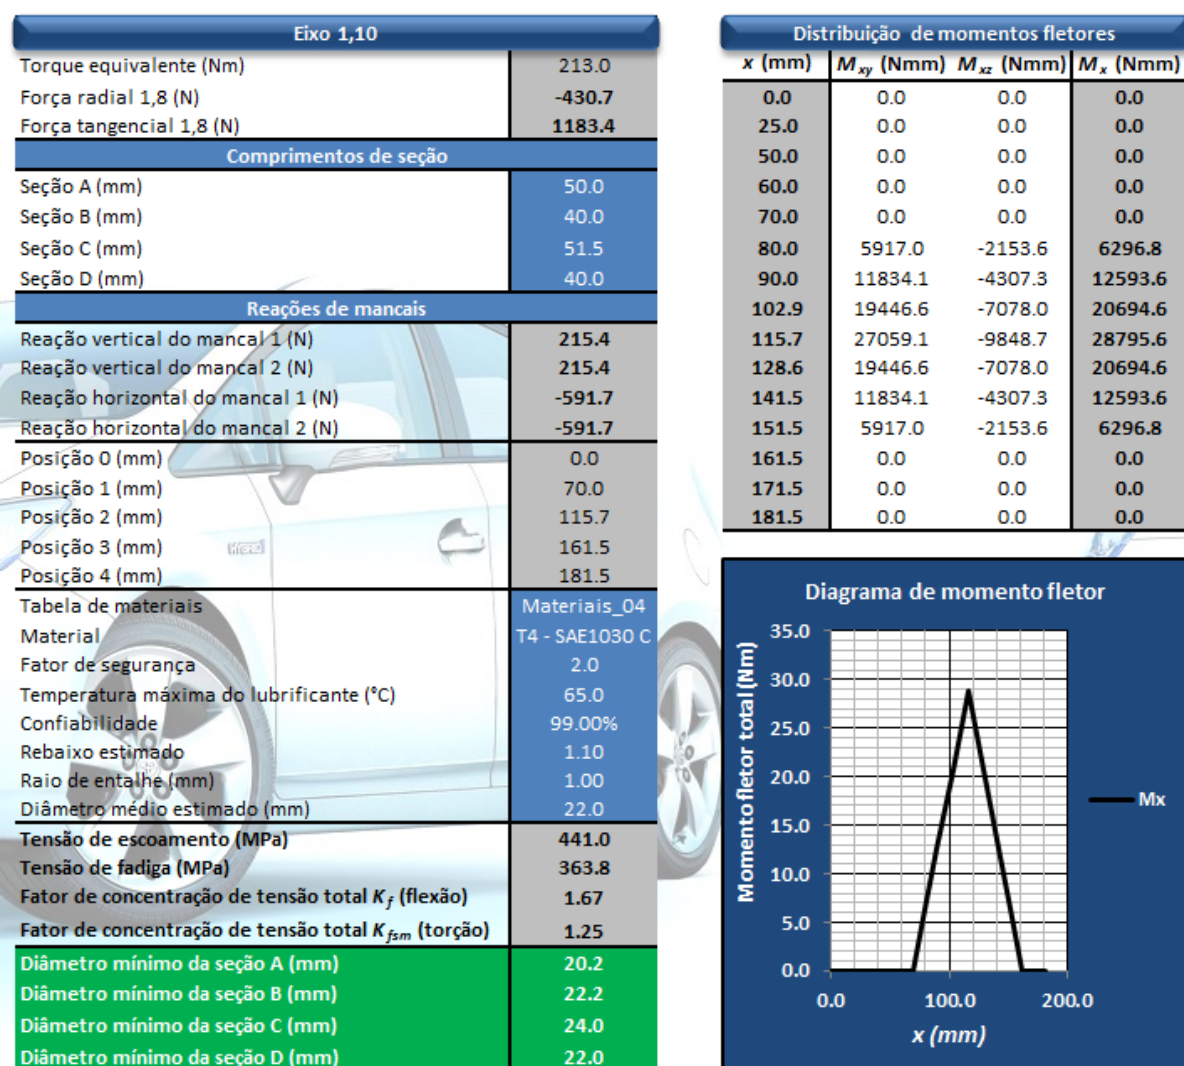 Eixo 1,10
Torque equivalente (Nm) 213.0
Força radial 1,8 (N) -430.7
Força tangencial 1,8 (N) 1183.4
Comprimentos de seção
Seção A (mm) 50.0
Seção B (mm) 40.0
Seção C (mm) 51.5
Seção D (mm) 40.0
Reações de mancais
Reação vertical do mancal 1 (N) 215.4
Reação vertical do mancal 2 (N) 215.4
Reação horizontal do mancal 1 (N) -591.7
Reação horizontal do mancal 2 (N) -591.7
Posição 0 (mm) 0.0
Posição 1 (mm) 70.0
Posição 2 (mm) 115.7
Posição 3 (mm) 161.5
Posição 4 (mm) 181.5
Tabela de materiais Materiais_04
Material T4 - SAE1030 C
Fator de segurança 2.0
Temperatura máxima do lubrificante (°C) 65.0
Confiabilidade 99.00%
Rebaixo estimado 1.10
Raio de entalhe (mm) 1.00
Diâmetro médio estimado (mm) 22.0
Tensão de escoamento (MPa) 441.0
Tensão de fadiga (MPa) 363.8
Fator de concentração de tensão total Kf (flexão) 1.67
Fator de concentração de tensão total Kfsm (torção) 1.25
Diâmetro mínimo da seção A (mm) 20.2
Diâmetro mínimo da seção B (mm) 22.2
Diâmetro mínimo da seção C (mm) 24.0
Diâmetro mínimo da seção D (mm) 22.0
HYBRID
Distribuição de momentos fletores
x (mm) Mxy (Nmm) Mxz (Nmm) Mx (Nmm)
0.0 0.0 0.0 0.0
25.0 0.0 0.0 0.0
50.0 0.0 0.0 0.0
60.0 0.0 0.0 0.0
70.0 0.0 0.0 0.0
80.0 5917.0 -2153.6 6296.8
90.0 11834.1 -4307.3 12593.6
102.9 19446.6 -7078.0 20694.6
115.7 27059.1 -9848.7 28795.6
128.6 19446.6 -7078.0 20694.6
141.5 11834.1 -4307.3 12593.6
151.5 5917.0 -2153.6 6296.8
161.5 0.0 0.0 0.0
171.5 0.0 0.0 0.0
181.5 0.0 0.0 0.0
Diagrama de momento fletor
Momento fletor total (Nm)
35.0
30.0
25.0
20.0
15.0
10.0
5.0
0.0
0.0 100.0 200.0
x (mm)
Mx